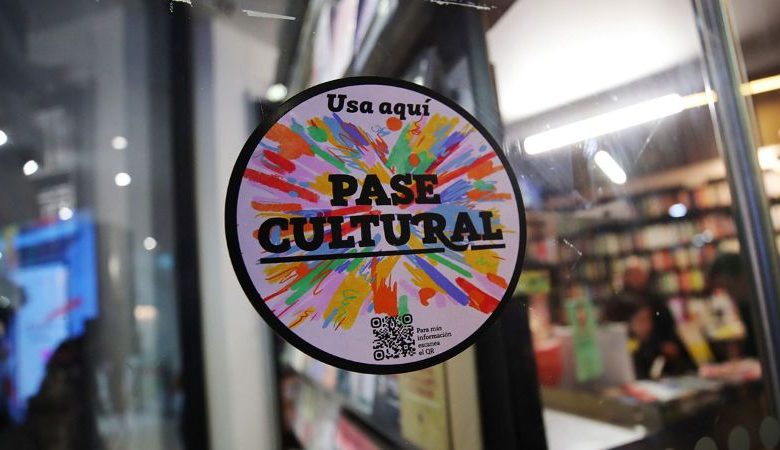 Usa aquí
PASE
CULTURAL
Para más
información
escanea
el QR